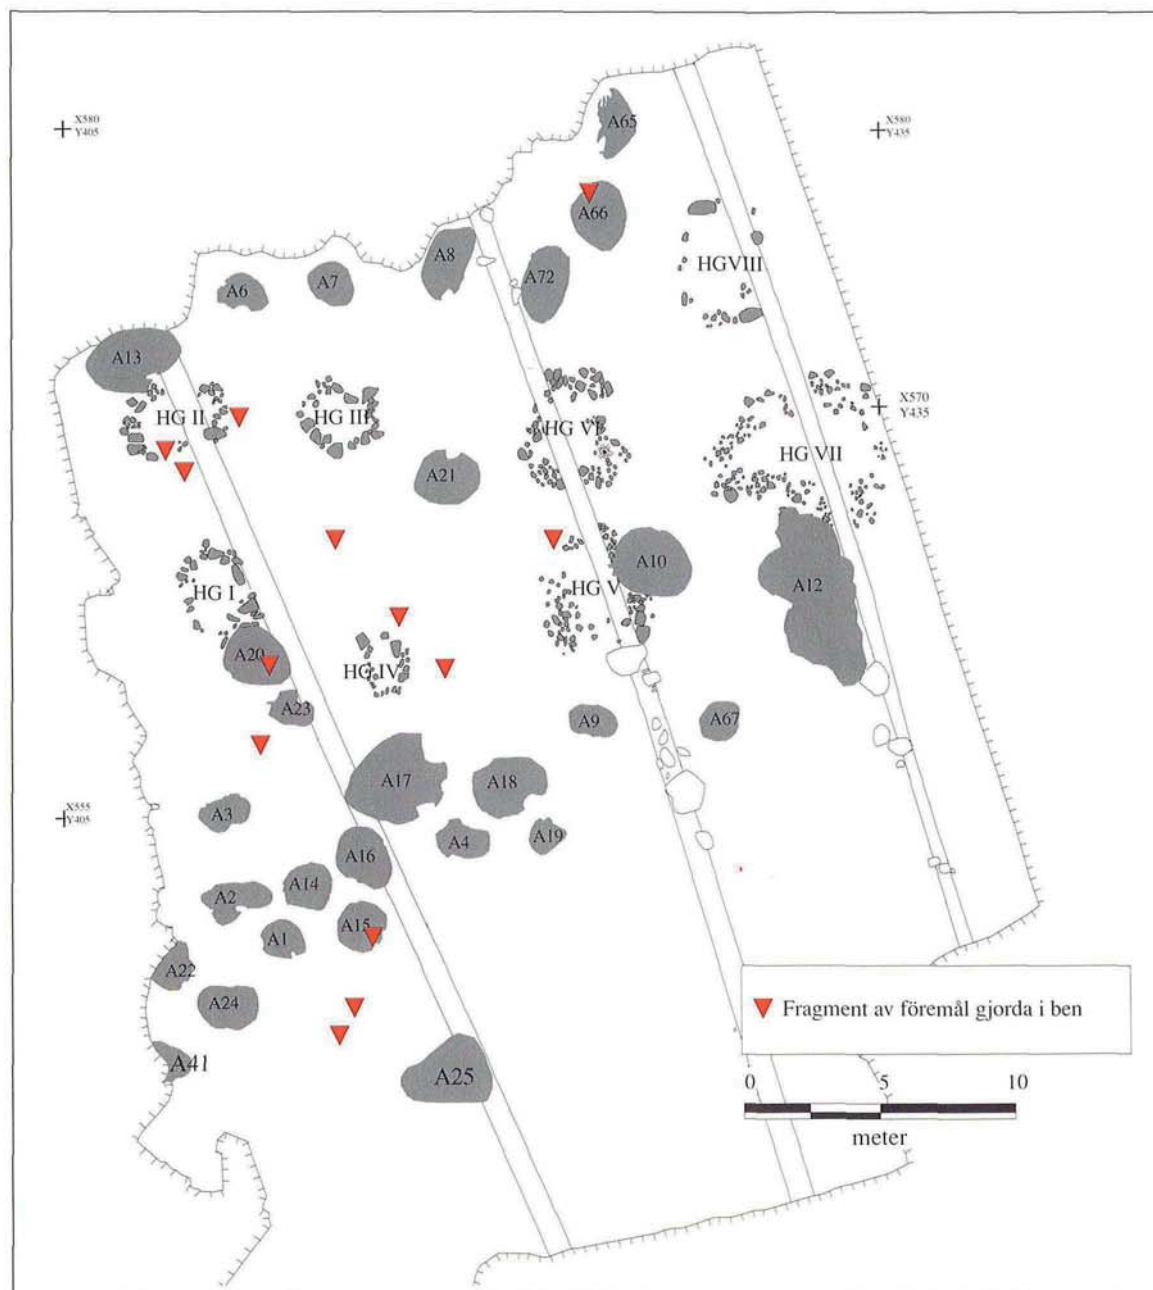 A65
X580
Y405
X580
Y435
A66
A8
A72
HGVIII
A6
A7
A13
X570
Y435
HG II
HG III
HG VI
HG VII
A21
A10
A12
HG I
HG V
A20
HG IV
A23
A9
A67
A17
A18
X555
Y405
A3
A4
A19
A16
A14
A2
A15
A1
A22
A24
Fragment av föremål gjorda i ben
A41
A25
0 5 10
meter